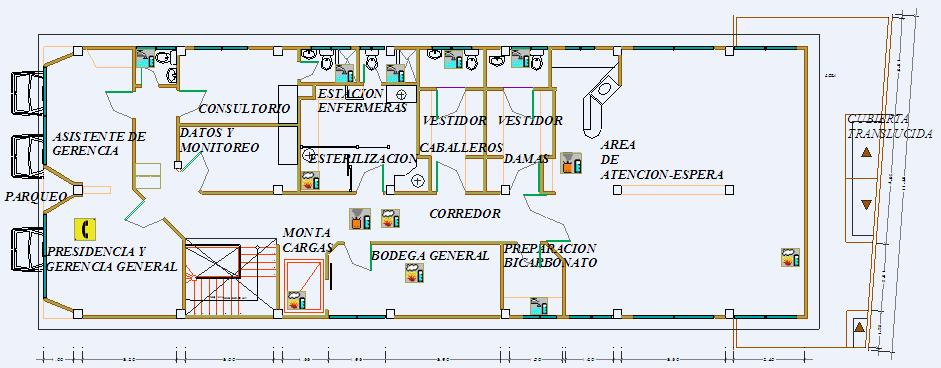 CONSULTORIO
ESTACION
ENFERMERAS
ASISTENTE DE
GERENCIA
DATOS Y
MONITOREO
VESTIDOR
CABALLEROS
VESTIDOR
DAMAS
ESTERILIZACION
AREA
DE
ATENCION-ESPERA
CUBIERTA
TRANSLUCIDA
PARQUEO
CORREDOR
MONTA
CARGAS
PRESIDENCIA Y
GERENCIA GENERAL
BODEGA GENERAL
PREPARACION
BICARBONATO